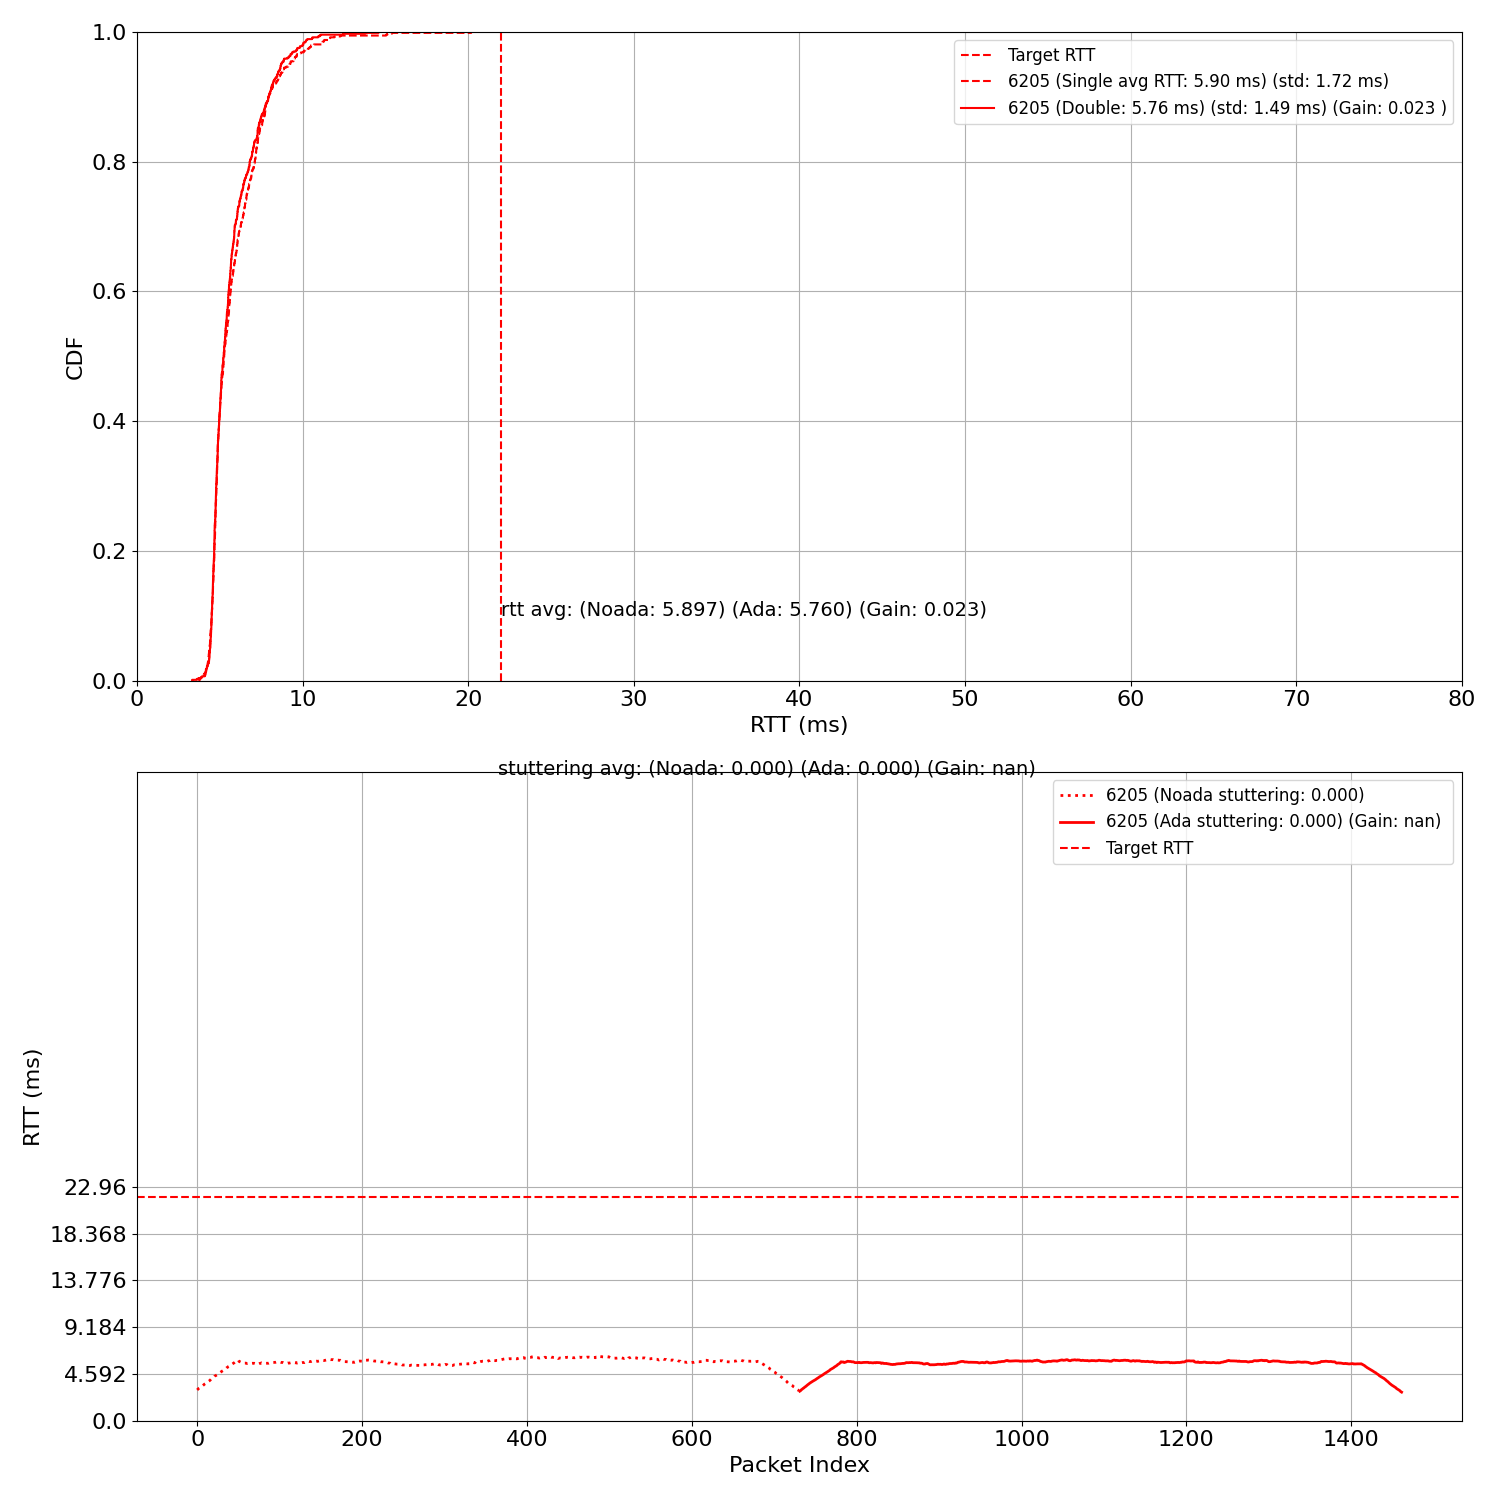 1.0
0.8
0.6
0.4
0.2
0.0
CDF
Target RTT
6205 (Single avg RTT: 5.90 ms) (std: 1.72 ms)
6205 (Double: 5.76 ms) (std: 1.49 ms) (Gain: 0.023 )
rtt avg: (Noada: 5.897) (Ada: 5.760) (Gain: 0.023)
0 10 20 30 40 50 60 70 80
RTT (ms)
stuttering avg: (Noada: 0.000) (Ada: 0.000) (Gain: nan)
6205 (Noada stuttering: 0.000)
6205 (Ada stuttering: 0.000) (Gain: nan)
Target RTT
RTT (ms)
22.96
18.368
13.776
9.184
4.592
0.0
0 200 400 600 800 1000 1200 1400
Packet Index